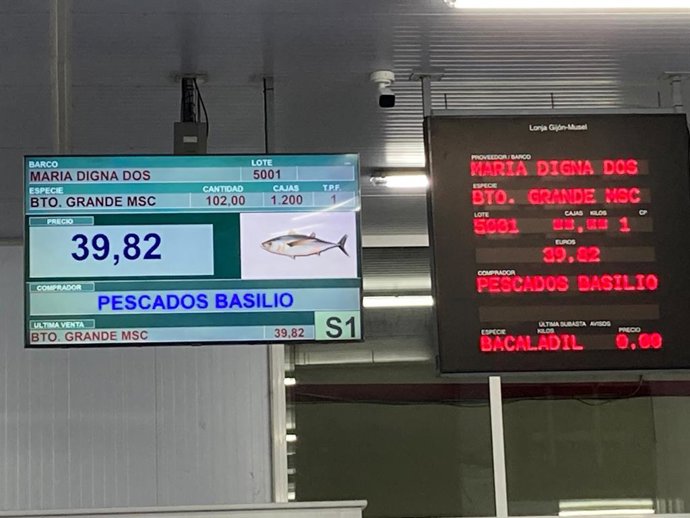 BARCO LOTE
MARIA DIGNA DOS 5001
ESPECIE CANTIDAD CAJAS T.P.F.
BTO. GRANDE MSC 102,00 1.200 1
PRECIO
39,82
COMPRADOR
PESCADOS BASILIO
ULTIMA VENTA
BTO. GRANDE MSC 39,82 S1
Lonja Gijón-Musel
PROVEEDOR / BARCO
MARIA DIGNA DOS
ESPECIE
BTO. GRANDE MSC
LOTE CAJAS KILOS CP
5001 1
EUROS
39,82
COMPRADOR
PESCADOS BASILIO
ÚLTIMA SUBASTA AVISOS
ESPECIE KILOS PRECIO
BACALADIL 0,00